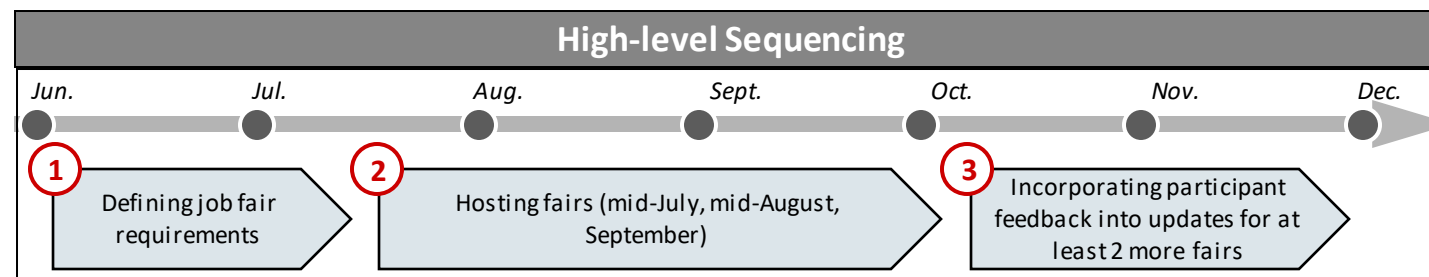 High-level Sequencing
Jun. Jul. Aug. Sept. Oct. Nov. Dec.
1
Defining job fair
requirements
2
Hosting fairs (mid-July, mid-August,
September)
3
Incorporating participant
feedback into updates for at
least 2 more fairs